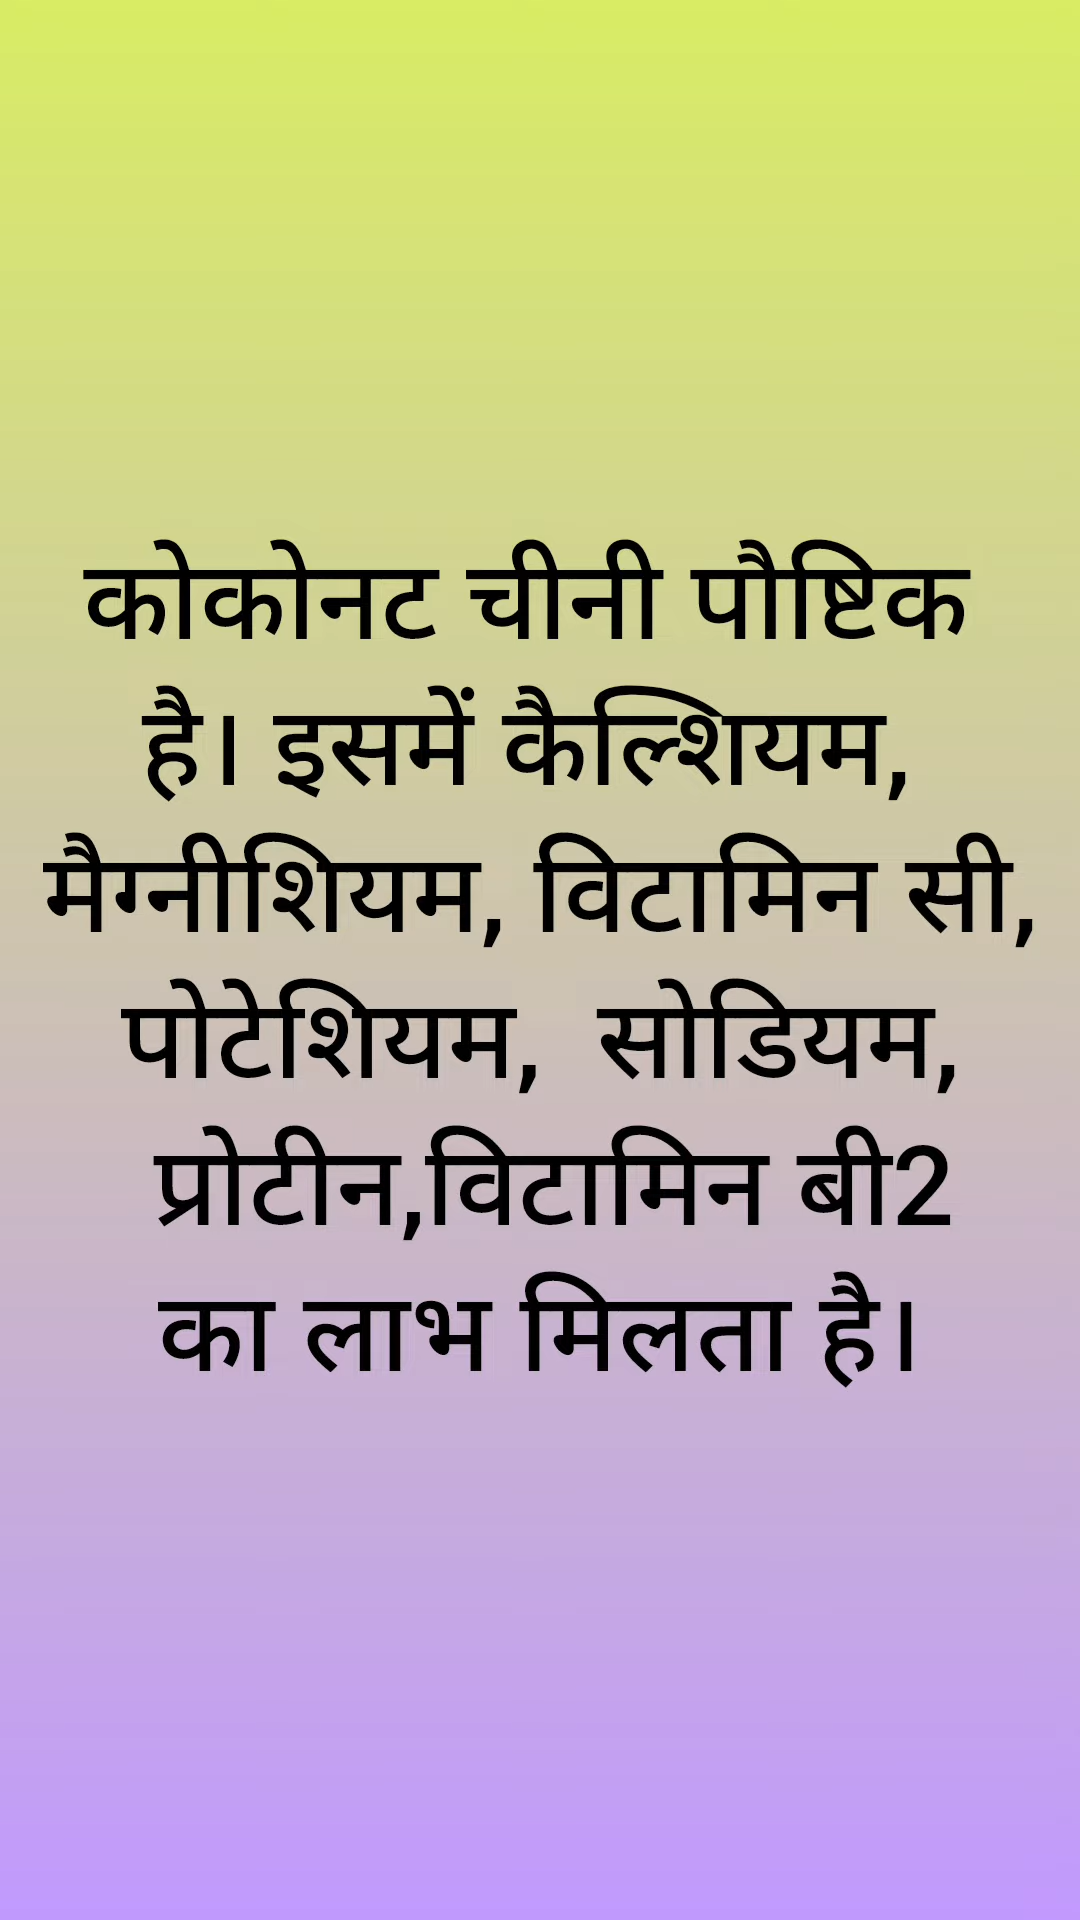 कोकोनट चीनी पौष्टिक
है। इसमें कैल्शियम,
मैग्नीशियम, विटामिन सी,
पोटेशियम,  सोडियम,
प्रोटीन,विटामिन बी2
का लाभ मिलता है।